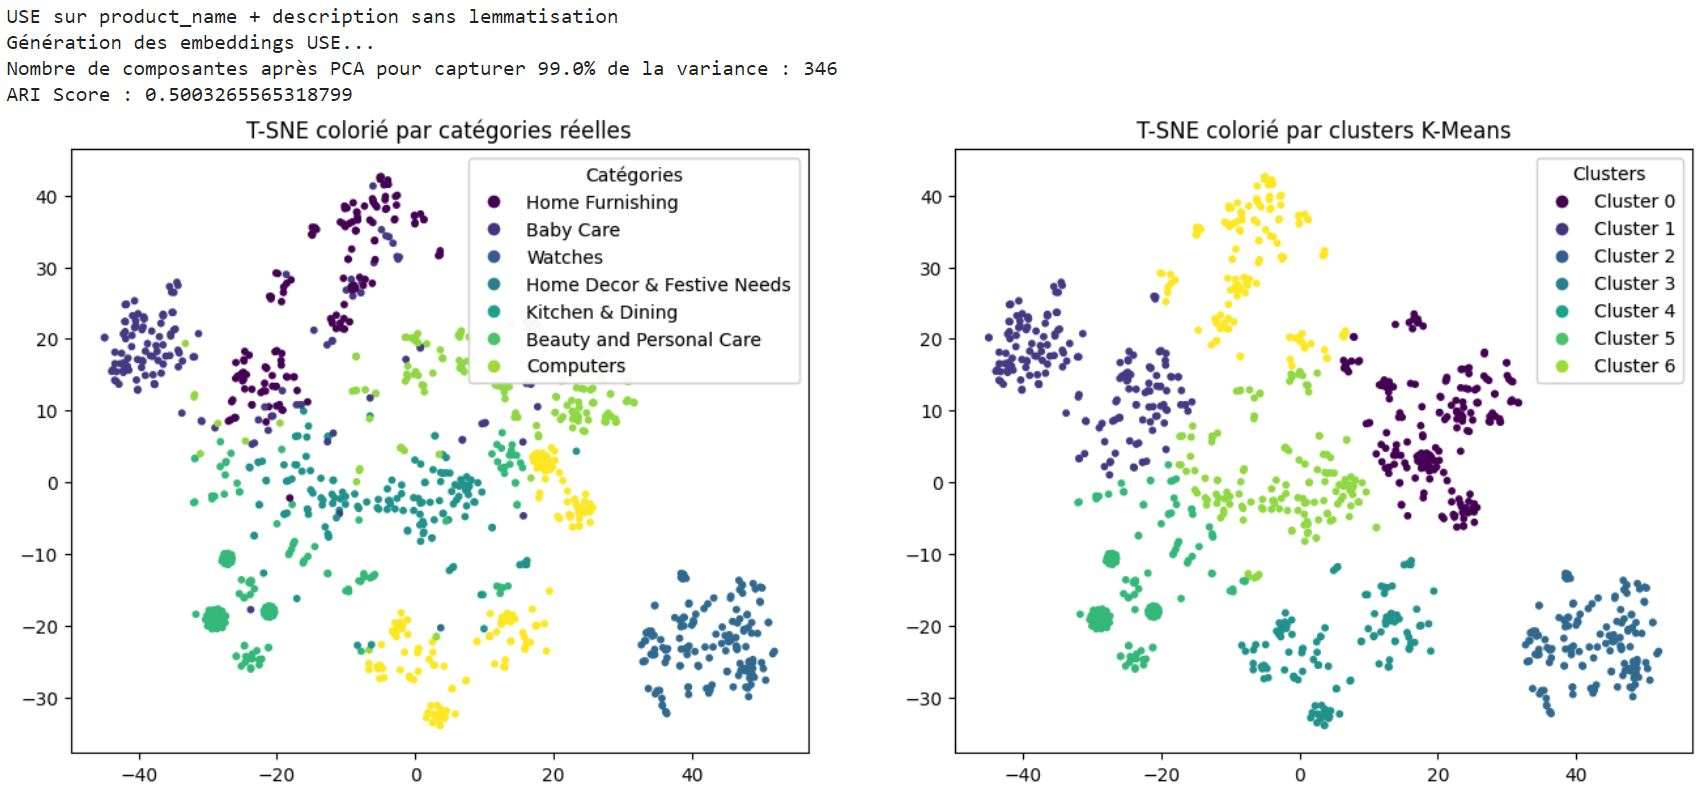 USE sur product_name + description sans lemmatisation
Génération des embeddings USE...
Nombre de composantes après PCA pour capturer 99.0% de la variance : 346
ARI Score : 0.5003265565318799
T-SNE colorié par catégories réelles
40
30
20
10
0
−10
−20
−30
−40
−20
0
20
40
Catégories
Home Furnishing
Baby Care
Watches
Home Decor & Festive Needs
Kitchen & Dining
Beauty and Personal Care
Computers
T-SNE colorié par clusters K-Means
40
30
20
10
0
−10
−20
−30
−40
−20
0
20
40
Clusters
Cluster 0
Cluster 1
Cluster 2
Cluster 3
Cluster 4
Cluster 5
Cluster 6